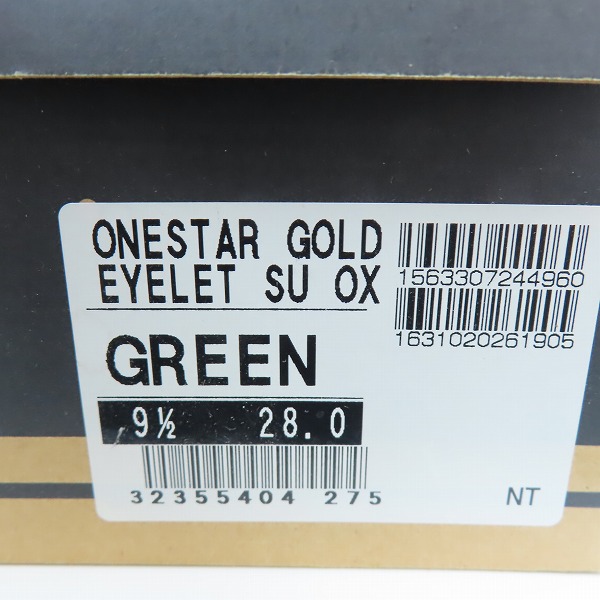 ONESTAR GOLD
EYELET SU OX
1563307244960
1631020261905
GREEN
9½ 28.0
32355404 275
NT